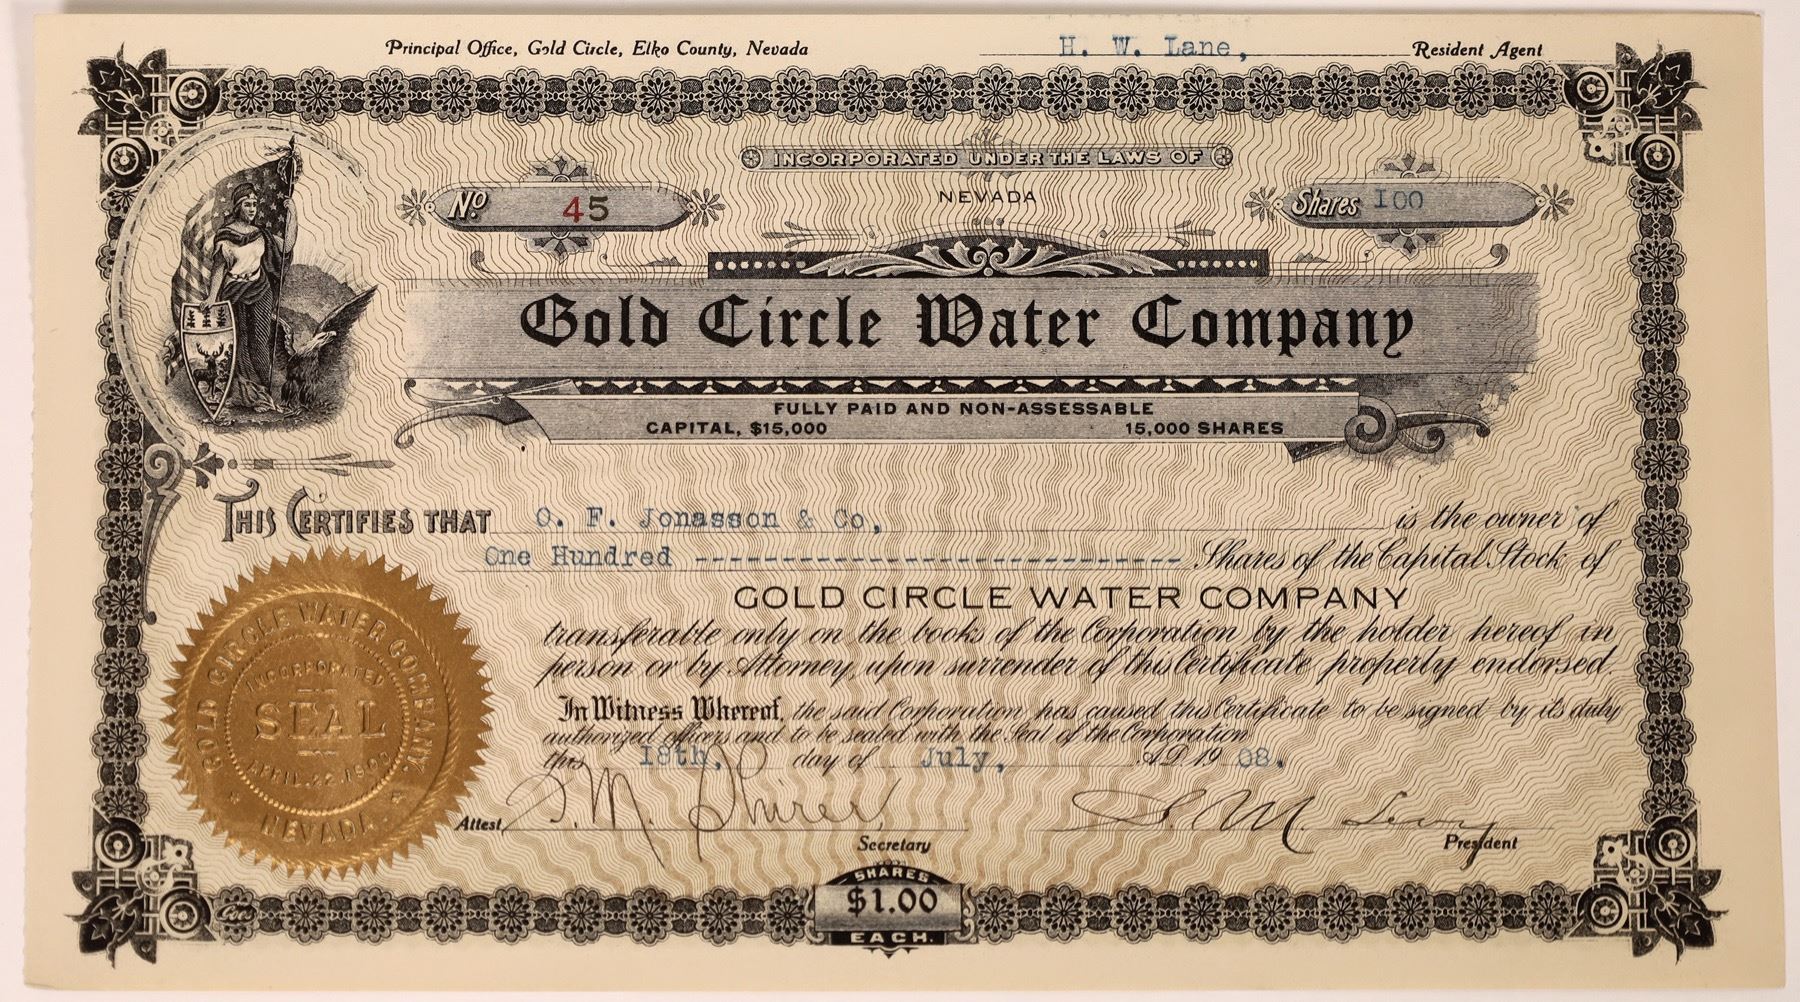 Principal Office, Gold Circle, Elko County, Nevada
H. W. Lane, Resident Agent
INCORPORATED UNDER THE LAWS OF
NEVADA
No 45
Shares 100
Gold Circle Water Company
FULLY PAID AND NON-ASSESSABLE
CAPITAL, $15,000 15,000 SHARES
THIS CERTIFIES THAT O. F. Jonasson & Co, is the owner of
One Hundred ---------------------------- Shares of the Capital Stock of
GOLD CIRCLE WATER COMPANY
transferable only on the books of the Corporation by the holder hereof in
person or by Attorney, upon surrender of this Certificate properly endorsed.
In Witness Whereof, the said Corporation has caused this Certificate to be signed by its duly
authorized officers and to be sealed with the Seal of the Corporation
this 18th, day of July, A.D. 19 08.
Attest S. M. Levy
Secretary President
GOLD CIRCLE WATER COMPANY.
INCORPORATED
SEAL
APRIL 22 190
NEVADA
SHARES
$1.00
EACH.
Goes